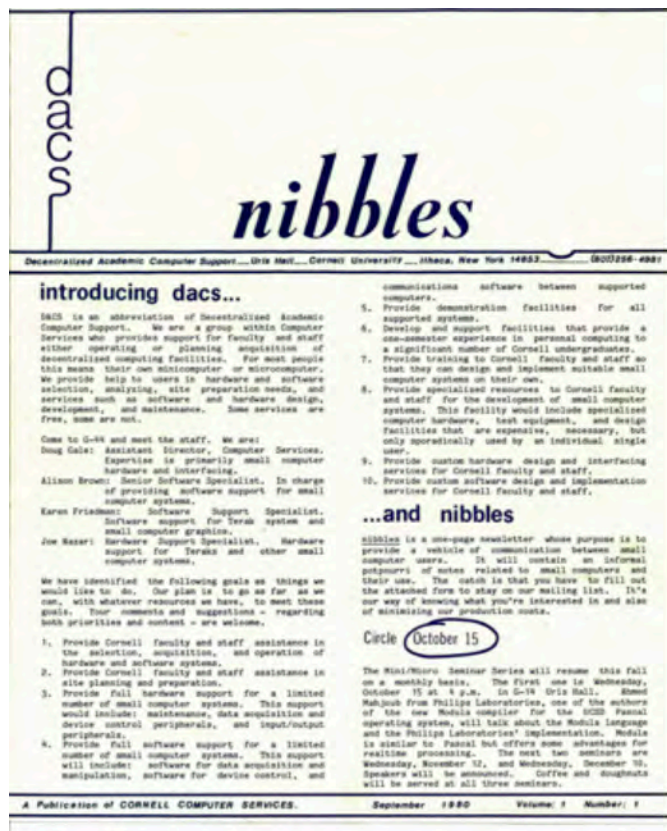 dacs
nibbles
Decentralized Academic Computer Support __ Uris Hall __ Cornell University __ Ithaca, New York 14853 __ (607)256-4981
introducing dacs...
DACS is an abbreviation of Decentralized Academic
Computer Support. We are a group within Computer
Services who provides support for faculty and staff
either operating or planning acquisition of
decentralized computing facilities. For most people
this means their own minicomputer or microcomputer.
We provide help to users in hardware and software
selection, analyzing, site preparation needs, and
services such as software and hardware design,
development, and maintenance. Some services are
free, some are not.
Come to G-44 and meet the staff. We are:
Doug Gale: Assistant Director, Computer Services.
Expertise is primarily small computer
hardware and interfacing.
Alison Brown: Senior Software Specialist. In charge
of providing software support for small
computer systems.
Karen Friedman: Software Support Specialist.
Software support for Terak system and
small computer graphics.
Joe Nazar: Hardware Support Specialist. Hardware
support for Teraks and other small
computer systems.
We have identified the following goals as things we
would like to do. Our plan is to go as far as we
can, with whatever resources we have, to meet these
goals. Your comments and suggestions - regarding
both priorities and content - are welcome.
1. Provide Cornell faculty and staff assistance in
the selection, acquisition, and operation of
hardware and software systems.
2. Provide Cornell faculty and staff assistance in
site planning and preparation.
3. Provide full hardware support for a limited
number of small computer systems. This support
would include: maintenance, data acquisition and
device control peripherals, and input/output
peripherals.
4. Provide full software support for a limited
number of small computer systems. This support
will include: software for data acquisition and
manipulation, software for device control, and
communications software between supported
computers.
5. Provide demonstration facilities for all
supported systems.
6. Develop and support facilities that provide a
one-semester experience in personal computing to
a significant number of Cornell undergraduates.
7. Provide training to Cornell faculty and staff so
that they can design and implement suitable small
computer systems on their own.
8. Provide specialized resources to Cornell faculty
and staff for the development of small computer
systems. This facility would include specialized
computer hardware, test equipment, and design
facilities that are expensive, necessary, but
only sporadically used by an individual single
user.
9. Provide custom hardware design and interfacing
services for Cornell faculty and staff.
10. Provide custom software design and implementation
services for Cornell faculty and staff.
...and nibbles
nibbles is a one-page newsletter whose purpose is to
provide a vehicle of communication between small
computer users. It will contain an informal
potpourri of notes related to small computers and
their use. The catch is that you have to fill out
the attached form to stay on our mailing list. It's
our way of knowing what you're interested in and also
of minimizing our production costs.
Circle October 15
The Mini/Micro Seminar Series will resume this fall
on a monthly basis. The first one is Wednesday,
October 15 at 4 p.m. in G-14 Uris Hall. Ahmed
Mahjoub from Philips Laboratories, one of the authors
of the new Modula compiler for the UCSD Pascal
operating system, will talk about the Modula language
and the Philips Laboratories' implementation. Modula
is similar to Pascal but offers some advantages for
realtime processing. The next two seminars are
Wednesday, November 12, and Wednesday, December 10.
Speakers will be announced. Coffee and doughnuts
will be served at all three seminars.
A Publication of CORNELL COMPUTER SERVICES. September 1980 Volume: 1 Number: 1